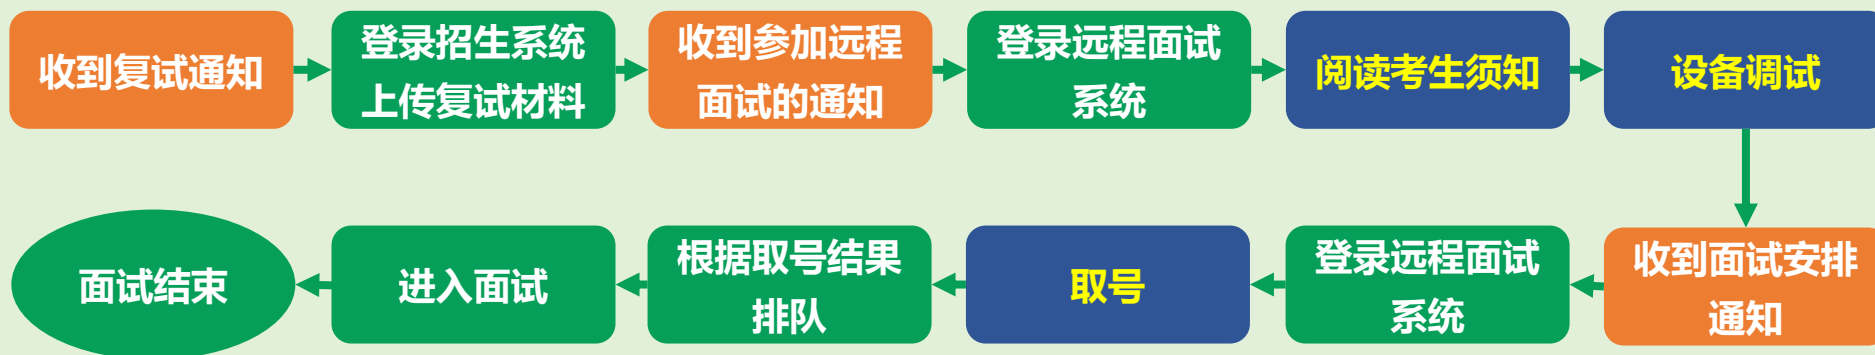 收到复试通知
登录招生系统
上传复试材料
收到参加远程
面试的通知
登录远程面试
系统
阅读考生须知
设备调试
收到面试安排
通知
登录远程面试
系统
取号
根据取号结果
排队
进入面试
面试结束